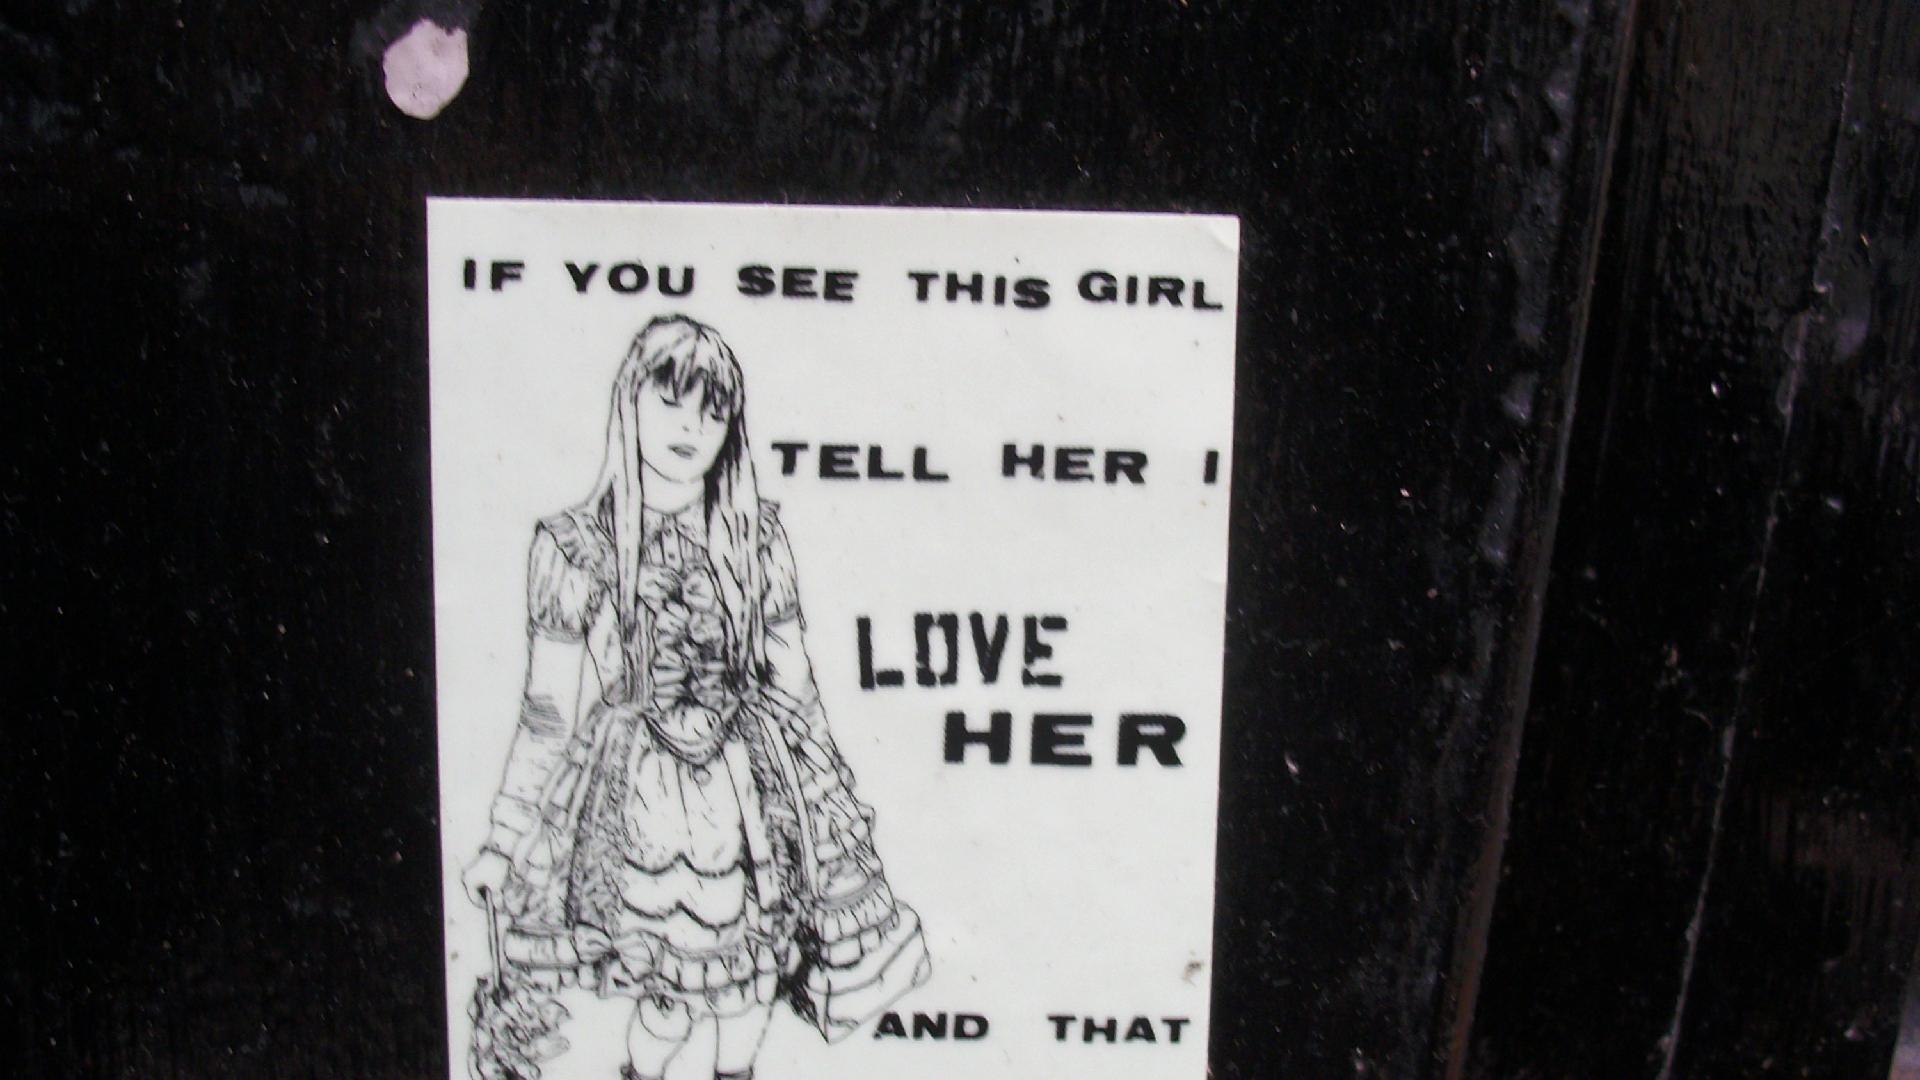 IF YOU SEE THIS GIRL
TELL HER I
LOVE
HER
AND THAT